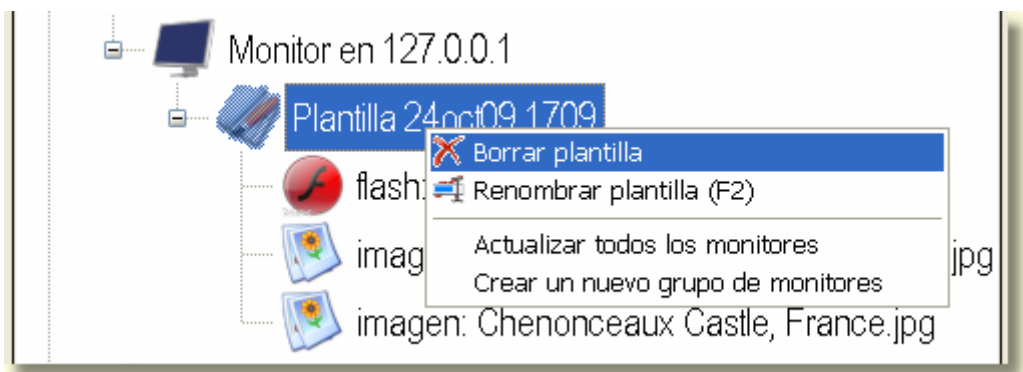 Monitor en 127.0.0.1
Plantilla 24oct09 1709
Borrar plantilla
flash:
Renombrar plantilla (F2)
Actualizar todos los monitores
imag jpg
Crear un nuevo grupo de monitores
imagen: Chenonceaux Castle, France.jpg